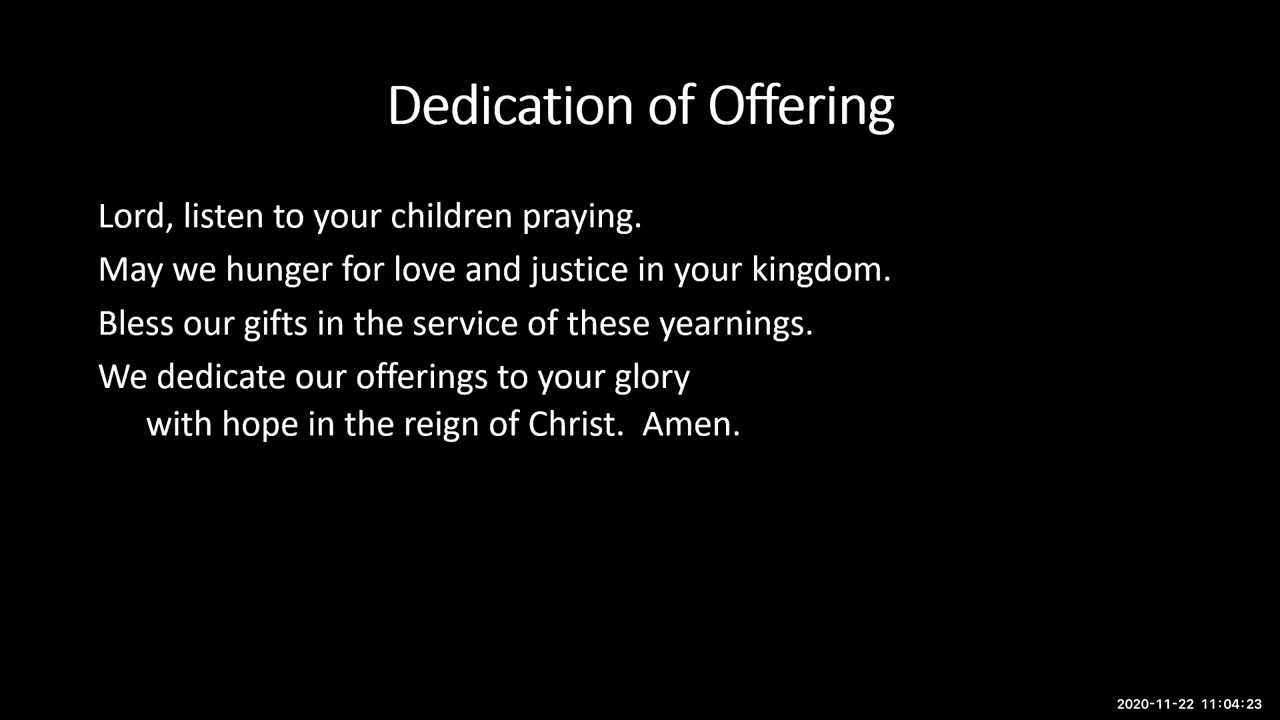 Dedication of Offering
Lord, listen to your children praying.
May we hunger for love and justice in your kingdom.
Bless our gifts in the service of these yearnings.
We dedicate our offerings to your glory
with hope in the reign of Christ.  Amen.
2020-11-22 11:04:23